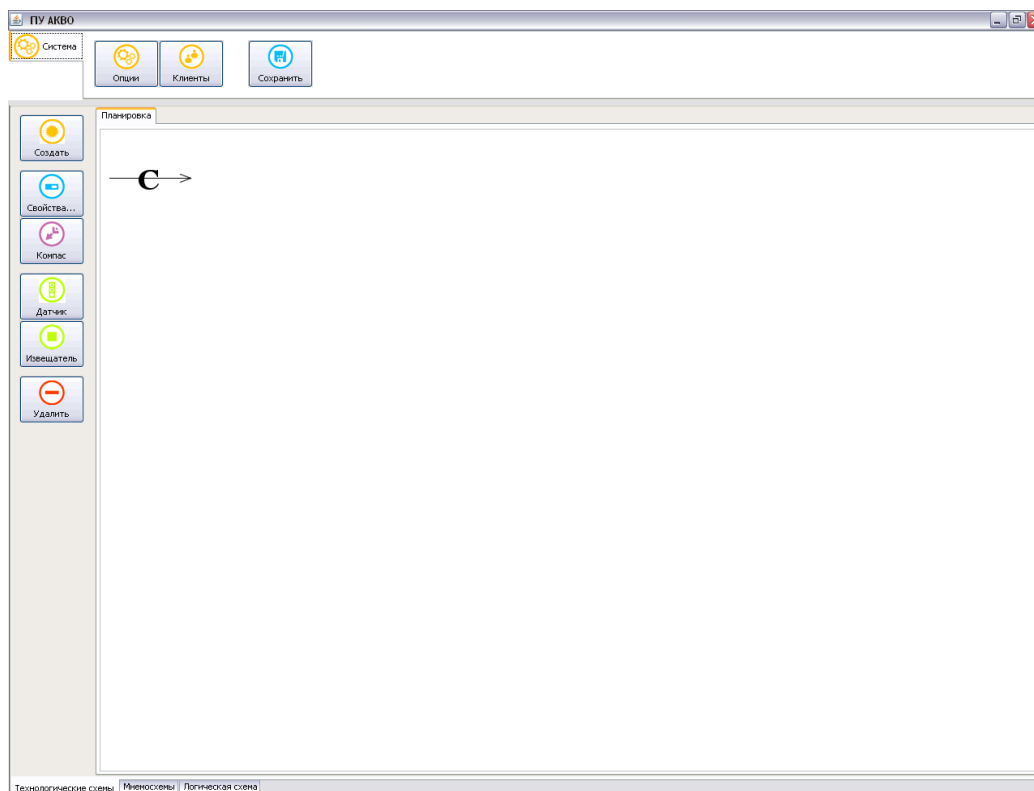 ПУ АКВО
Система
Опции
Клиенты
Сохранить
Планировка
Создать
Свойства...
Компас
Датчик
Извещатель
Удалить
С
Технологические схемы Мнемосхемы Логическая схема